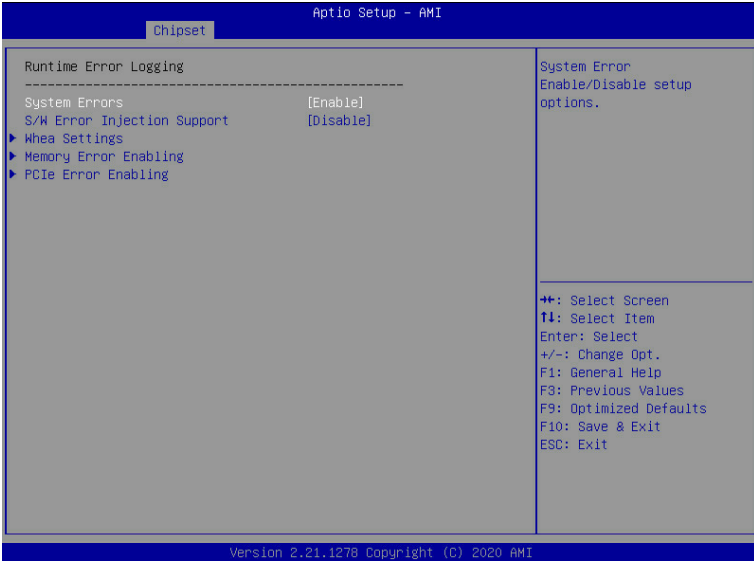 Aptio Setup – AMI
Chipset
Runtime Error Logging
--------------------------------------------------
System Errors [Enable]
S/W Error Injection Support [Disable]
Whea Settings
Memory Error Enabling
PCIe Error Enabling
System Error
Enable/Disable setup
options.
→←: Select Screen
↑↓: Select Item
Enter: Select
+/-: Change Opt.
F1: General Help
F3: Previous Values
F9: Optimized Defaults
F10: Save & Exit
ESC: Exit
Version 2.21.1278 Copyright (C) 2020 AMI